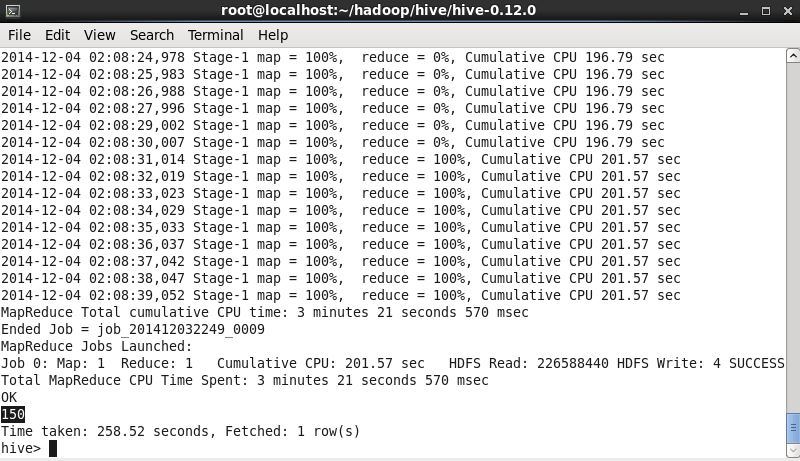 root@localhost:~/hadoop/hive/hive-0.12.0
File Edit View Search Terminal Help
2014-12-04 02:08:24,978 Stage-1 map = 100%,  reduce = 0%, Cumulative CPU 196.79 sec
2014-12-04 02:08:25,983 Stage-1 map = 100%,  reduce = 0%, Cumulative CPU 196.79 sec
2014-12-04 02:08:26,988 Stage-1 map = 100%,  reduce = 0%, Cumulative CPU 196.79 sec
2014-12-04 02:08:27,996 Stage-1 map = 100%,  reduce = 0%, Cumulative CPU 196.79 sec
2014-12-04 02:08:29,002 Stage-1 map = 100%,  reduce = 0%, Cumulative CPU 196.79 sec
2014-12-04 02:08:30,007 Stage-1 map = 100%,  reduce = 0%, Cumulative CPU 196.79 sec
2014-12-04 02:08:31,014 Stage-1 map = 100%,  reduce = 100%, Cumulative CPU 201.57 sec
2014-12-04 02:08:32,019 Stage-1 map = 100%,  reduce = 100%, Cumulative CPU 201.57 sec
2014-12-04 02:08:33,023 Stage-1 map = 100%,  reduce = 100%, Cumulative CPU 201.57 sec
2014-12-04 02:08:34,029 Stage-1 map = 100%,  reduce = 100%, Cumulative CPU 201.57 sec
2014-12-04 02:08:35,033 Stage-1 map = 100%,  reduce = 100%, Cumulative CPU 201.57 sec
2014-12-04 02:08:36,037 Stage-1 map = 100%,  reduce = 100%, Cumulative CPU 201.57 sec
2014-12-04 02:08:37,042 Stage-1 map = 100%,  reduce = 100%, Cumulative CPU 201.57 sec
2014-12-04 02:08:38,047 Stage-1 map = 100%,  reduce = 100%, Cumulative CPU 201.57 sec
2014-12-04 02:08:39,052 Stage-1 map = 100%,  reduce = 100%, Cumulative CPU 201.57 sec
MapReduce Total cumulative CPU time: 3 minutes 21 seconds 570 msec
Ended Job = job_201412032249_0009
MapReduce Jobs Launched:
Job 0: Map: 1  Reduce: 1   Cumulative CPU: 201.57 sec   HDFS Read: 226588440 HDFS Write: 4 SUCCESS
Total MapReduce CPU Time Spent: 3 minutes 21 seconds 570 msec
OK
150
Time taken: 258.52 seconds, Fetched: 1 row(s)
hive>